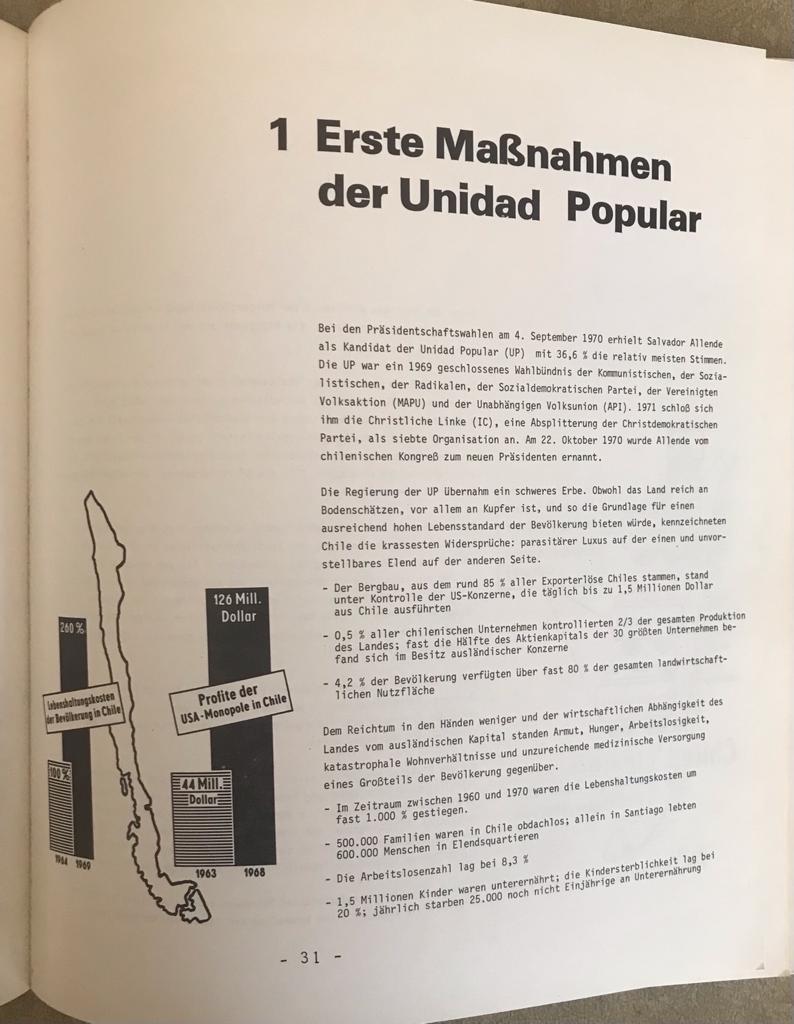 1 Erste Maßnahmen
der Unidad Popular
Bei den Präsidentschaftswahlen am 4. September 1970 erhielt Salvador Allende
als Kandidat der Unidad Popular (UP) mit 36,6 % die relativ meisten Stimmen.
Die UP war ein 1969 geschlossenes Wahlbündnis der Kommunistischen, der Sozia-
listischen, der Radikalen, der Sozialdemokratischen Partei, der Vereinigten
Volksaktion (MAPU) und der Unabhängigen Volksunion (API). 1971 schloß sich
ihm die Christliche Linke (IC), eine Absplitterung der Christdemokratischen
Partei, als siebte Organisation an. Am 22. Oktober 1970 wurde Allende vom
chilenischen Kongreß zum neuen Präsidenten ernannt.
Die Regierung der UP übernahm ein schweres Erbe. Obwohl das Land reich an
Bodenschätzen, vor allem an Kupfer ist, und so die Grundlage für einen
ausreichend hohen Lebensstandard der Bevölkerung bieten würde, kennzeichneten
Chile die krassesten Widersprüche: parasitärer Luxus auf der einen und unvor-
stellbares Elend auf der anderen Seite.
- Der Bergbau, aus dem rund 85 % aller Exporterlöse Chiles stammen, stand
unter Kontrolle der US-Konzerne, die täglich bis zu 1,5 Millionen Dollar
aus Chile ausführten
- 0,5 % aller chilenischen Unternehmen kontrollierten 2/3 der gesamten Produktion
des Landes; fast die Hälfte des Aktienkapitals der 30 größten Unternehmen be-
fand sich im Besitz ausländischer Konzerne
- 4,2 % der Bevölkerung verfügten über fast 80 % der gesamten landwirtschaft-
lichen Nutzfläche
Dem Reichtum in den Händen weniger und der wirtschaftlichen Abhängigkeit des
Landes vom ausländischen Kapital standen Armut, Hunger, Arbeitslosigkeit,
katastrophale Wohnverhältnisse und unzureichende medizinische Versorgung
eines Großteils der Bevölkerung gegenüber.
- Im Zeitraum zwischen 1960 und 1970 waren die Lebenshaltungskosten um
fast 1.000 % gestiegen.
- 500.000 Familien waren in Chile obdachlos; allein in Santiago lebten
600.000 Menschen in Elendsquartieren
- Die Arbeitslosenzahl lag bei 8,3 %
- 1,5 Millionen Kinder waren unterernährt; die Kindersterblichkeit lag bei
20 %; jährlich starben 25.000 noch nicht Einjährige an Unterernährung
260 %
Lebenshaltungskosten
der Bevölkerung in Chile
100 %
1964 1969
126 Mill.
Dollar
Profite der
USA-Monopole in Chile
44 Mill.
Dollar
1963 1968
- 31 -